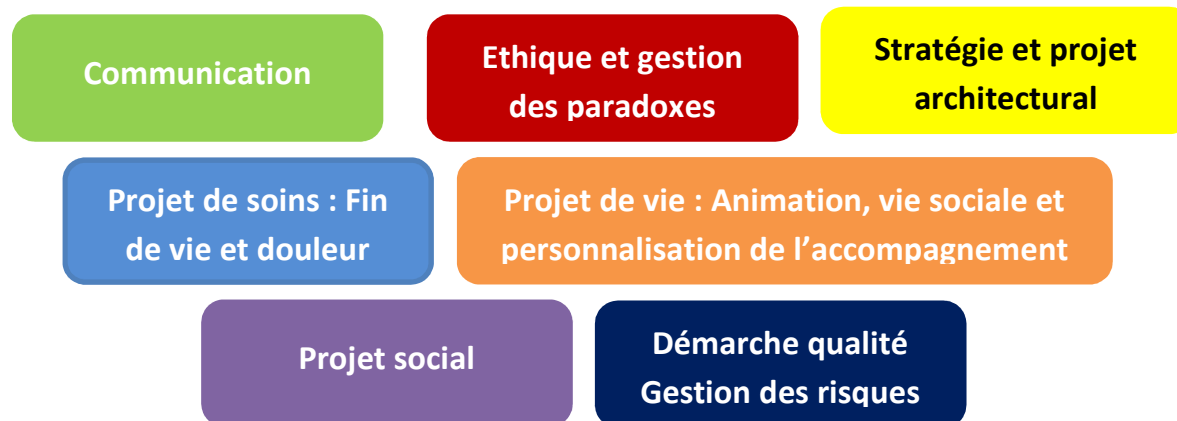 Communication
Ethique et gestion
des paradoxes
Stratégie et projet
architectural
Projet de soins : Fin
de vie et douleur
Projet de vie : Animation, vie sociale et
personnalisation de l'accompagnement
Projet social
Démarche qualité
Gestion des risques